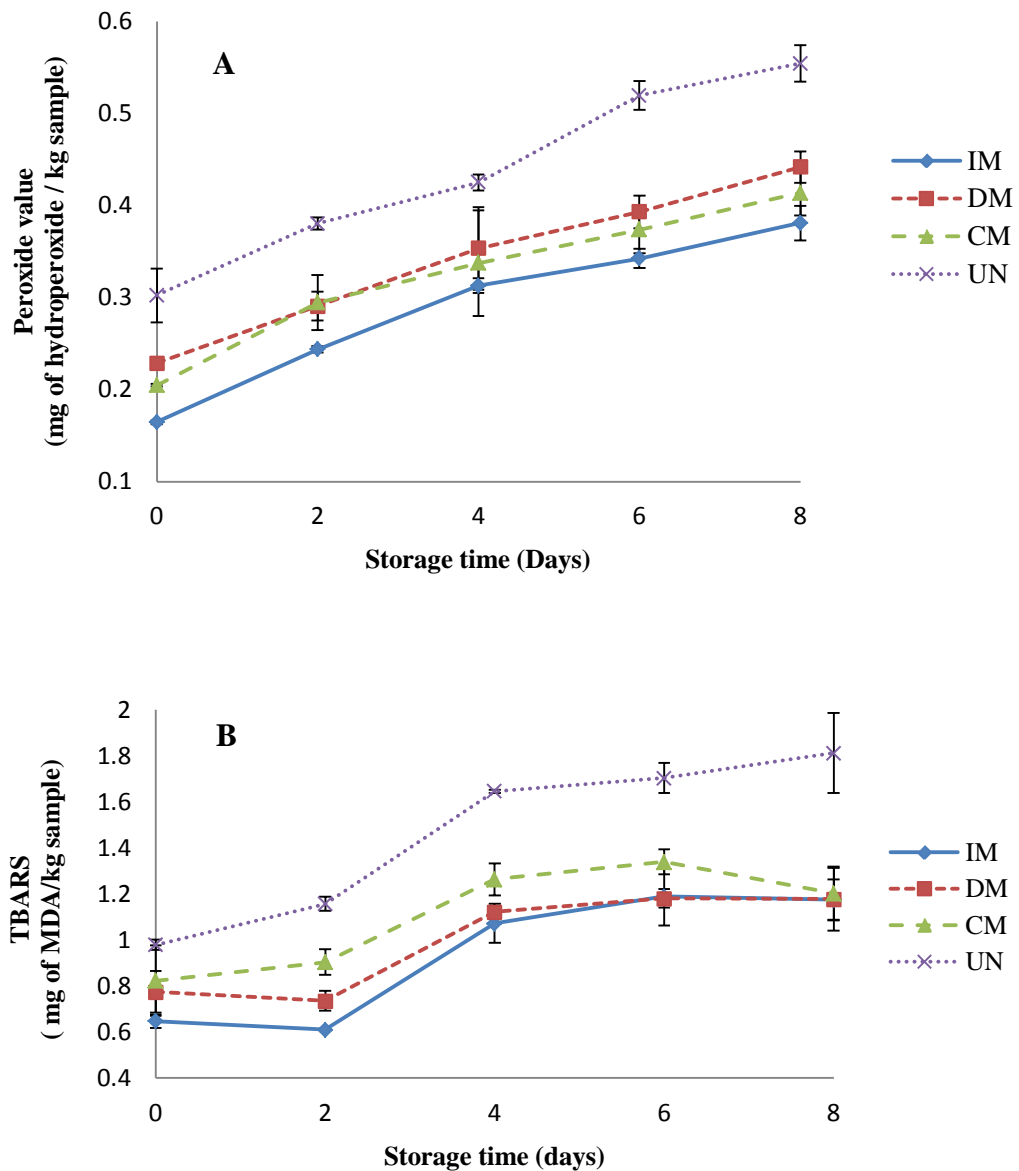 A
0.6
0.5
0.4
0.3
0.2
0.1
Peroxide value
(mg of hydroperoxide / kg sample)
0 2 4 6 8
Storage time (Days)
IM
DM
CM
UN
B
2
1.8
1.6
1.4
1.2
1
0.8
0.6
0.4
TBARS
( mg of MDA/kg sample)
0 2 4 6 8
Storage time (days)
IM
DM
CM
UN